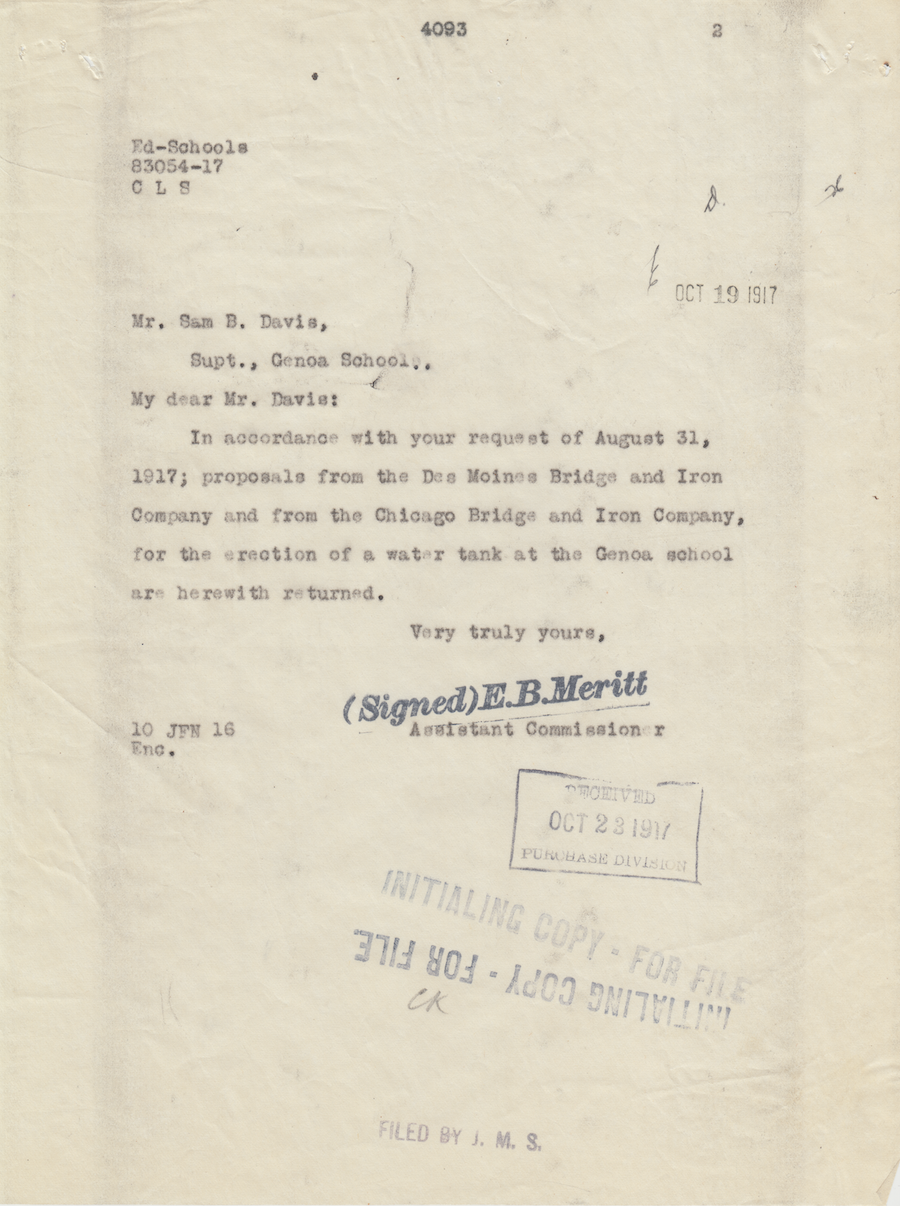 4093 2
Ed-Schools
83054-17
C L S
OCT 19 1917
Mr. Sam B. Davis,
Supt., Genoa School..
My dear Mr. Davis:
In accordance with your request of August 31,
1917; proposals from the Des Moines Bridge and Iron
Company and from the Chicago Bridge and Iron Company,
for the erection of a water tank at the Genoa school
are herewith returned.
Very truly yours,
(Signed) E.B.Meritt
10 JFN 16 Assistant Commissioner
Enc.
RECEIVED
OCT 23 1917
PURCHASE DIVISION
INITIALING COPY - FOR FILE
INITIALING COPY - FOR FILE
CK
FILED BY J. M. S.